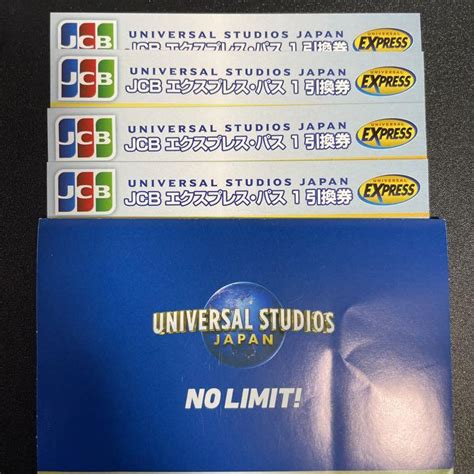 JCB UNIVERSAL STUDIOS JAPAN UNIVERSAL EXPRESS
JCB エクスプレス・パス 1 引換券
JCB UNIVERSAL STUDIOS JAPAN UNIVERSAL EXPRESS
JCB エクスプレス・パス 1 引換券
JCB UNIVERSAL STUDIOS JAPAN UNIVERSAL EXPRESS
JCB エクスプレス・パス 1 引換券
JCB UNIVERSAL STUDIOS JAPAN UNIVERSAL EXPRESS
JCB エクスプレス・パス 1 引換券
UNIVERSAL STUDIOS
JAPAN
NO LIMIT!